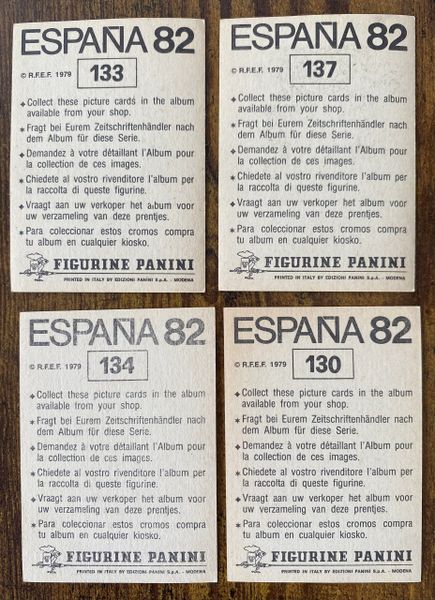 ESPAÑA 82
© R.F.E.F. 1979 133
✦ Collect these picture cards in the album
available from your shop.
✶ Fragt bei Eurem Zeitschriftenhändler nach
dem Album für diese Serie.
✦ Demandez à votre détaillant l'Album pour
la collection de ces images.
✶ Chiedete al vostro rivenditore l'album per
la raccolta di queste figurine.
✦ Vraagt aan uw verkoper het album voor
uw verzameling van deze prentjes.
✶ Para coleccionar estos cromos compra
tu album en cualquier kiosko.
FIGURINE PANINI
PRINTED IN ITALY BY EDIZIONI PANINI S.p.A. - MODENA
ESPAÑA 82
© R.F.E.F. 1979 137
✦ Collect these picture cards in the album
available from your shop.
✶ Fragt bei Eurem Zeitschriftenhändler nach
dem Album für diese Serie.
✦ Demandez à votre détaillant l'Album pour
la collection de ces images.
✶ Chiedete al vostro rivenditore l'album per
la raccolta di queste figurine.
✦ Vraagt aan uw verkoper het album voor
uw verzameling van deze prentjes.
✶ Para coleccionar estos cromos compra
tu album en cualquier kiosko.
FIGURINE PANINI
PRINTED IN ITALY BY EDIZIONI PANINI S.p.A. - MODENA
ESPAÑA 82
© R.F.E.F. 1979 134
✦ Collect these picture cards in the album
available from your shop.
✶ Fragt bei Eurem Zeitschriftenhändler nach
dem Album für diese Serie.
✦ Demandez à votre détaillant l'Album pour
la collection de ces images.
✶ Chiedete al vostro rivenditore l'album per
la raccolta di queste figurine.
✦ Vraagt aan uw verkoper het album voor
uw verzameling van deze prentjes.
✶ Para coleccionar estos cromos compra
tu album en cualquier kiosko.
FIGURINE PANINI
PRINTED IN ITALY BY EDIZIONI PANINI S.p.A. - MODENA
ESPAÑA 82
© R.F.E.F. 1979 130
✦ Collect these picture cards in the album
available from your shop.
✶ Fragt bei Eurem Zeitschriftenhändler nach
dem Album für diese Serie.
✦ Demandez à votre détaillant l'Album pour
la collection de ces images.
✶ Chiedete al vostro rivenditore l'album per
la raccolta di queste figurine.
✦ Vraagt aan uw verkoper het album voor
uw verzameling van deze prentjes.
✶ Para coleccionar estos cromos compra
tu album en cualquier kiosko.
FIGURINE PANINI
PRINTED IN ITALY BY EDIZIONI PANINI S.p.A. - MODENA